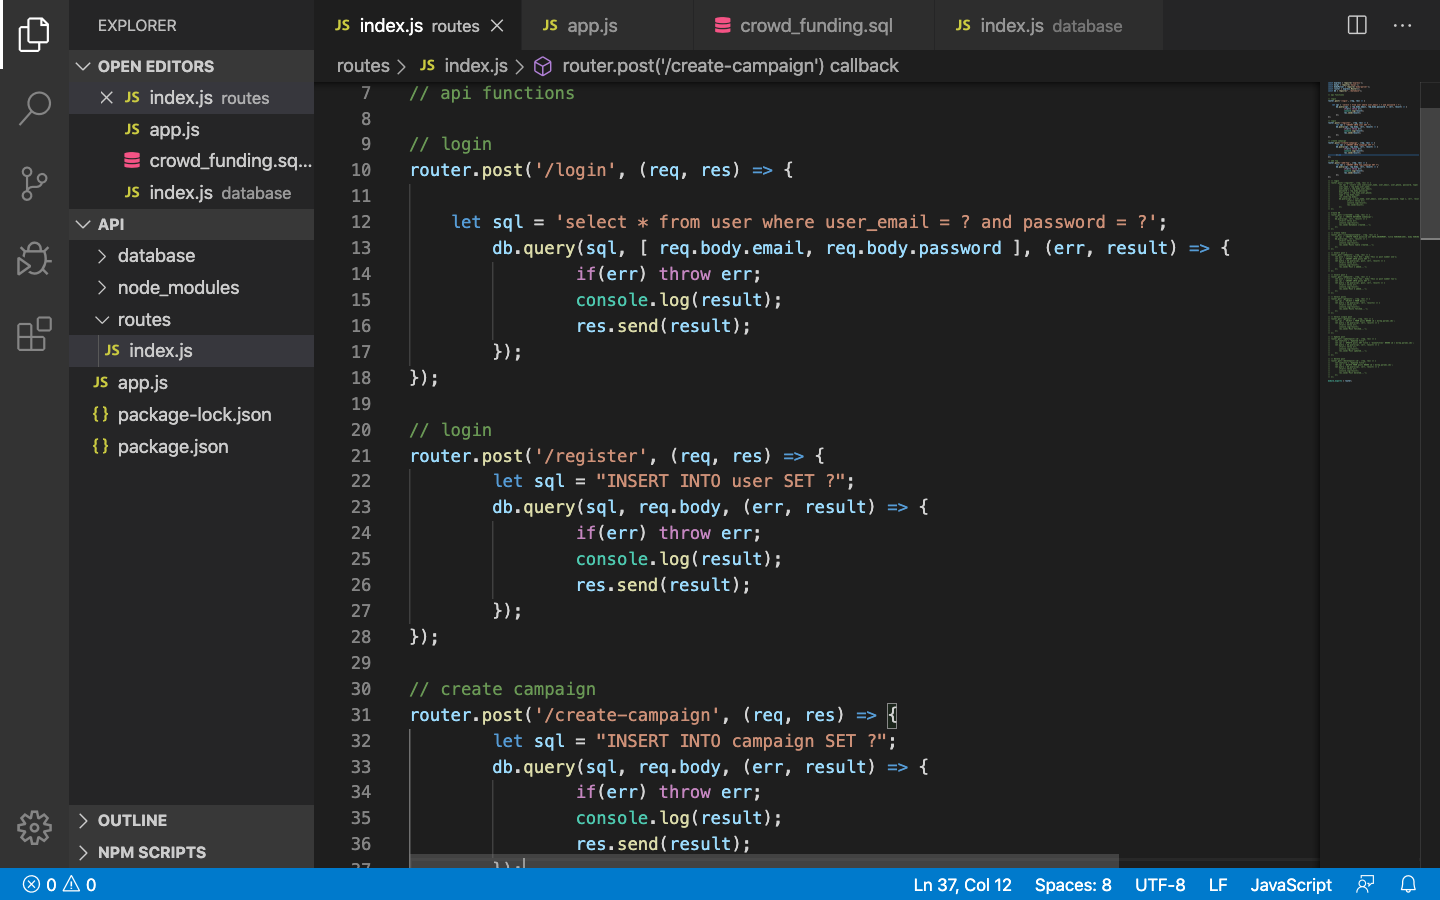 EXPLORER
OPEN EDITORS
JS index.js routes
JS app.js
crowd_funding.sq...
JS index.js database
API
database
node_modules
routes
JS index.js
JS app.js
{} package-lock.json
{} package.json
OUTLINE
NPM SCRIPTS
JS index.js routes
JS app.js
crowd_funding.sql
JS index.js database
routes > JS index.js > router.post('/create-campaign') callback
7 // api functions
8
9 // login
10 router.post('/login', (req, res) => {
11
12 let sql = 'select * from user where user_email = ? and password = ?';
13 db.query(sql, [ req.body.email, req.body.password ], (err, result) => {
14 if(err) throw err;
15 console.log(result);
16 res.send(result);
17 });
18 });
19
20 // login
21 router.post('/register', (req, res) => {
22 let sql = "INSERT INTO user SET ?";
23 db.query(sql, req.body, (err, result) => {
24 if(err) throw err;
25 console.log(result);
26 res.send(result);
27 });
28 });
29
30 // create campaign
31 router.post('/create-campaign', (req, res) => {
32 let sql = "INSERT INTO campaign SET ?";
33 db.query(sql, req.body, (err, result) => {
34 if(err) throw err;
35 console.log(result);
36 res.send(result);
37 });
0 0 Ln 37, Col 12 Spaces: 8 UTF-8 LF JavaScript